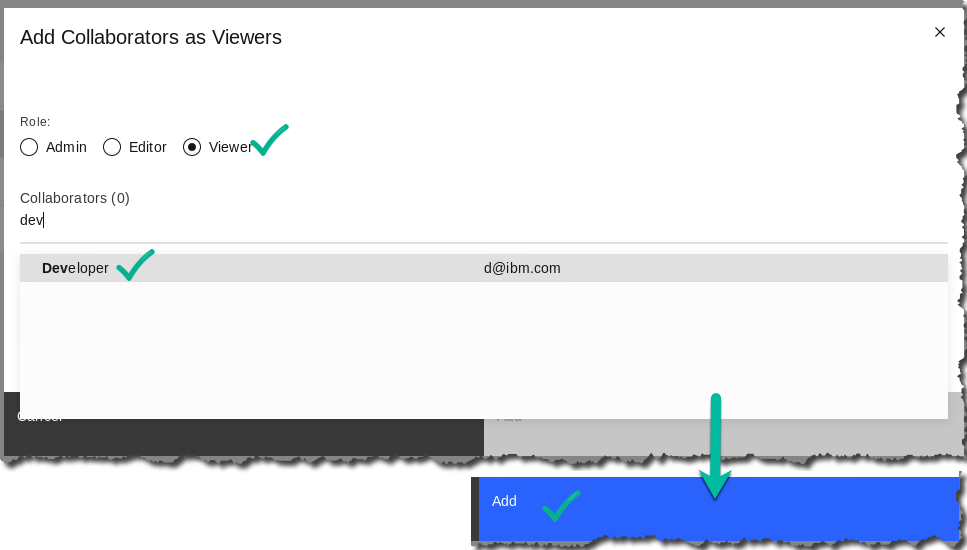 Add Collaborators as Viewers
Role:
Admin Editor Viewer
Collaborators (0)
dev
Developer d@ibm.com
Cancel Add
Add